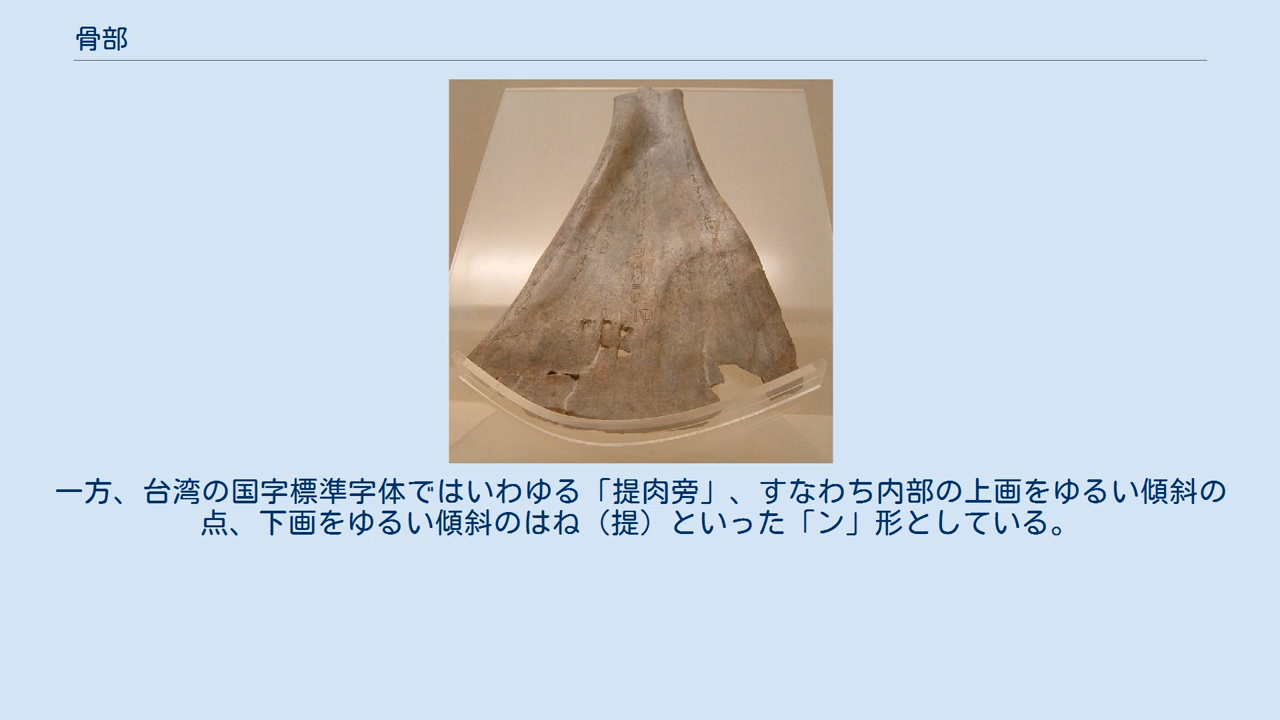 骨部
一方、台湾の国字標準字体ではいわゆる「提肉旁」、すなわち内部の上画をゆるい傾斜の
点、下画をゆるい傾斜のはね（提）といった「ン」形としている。